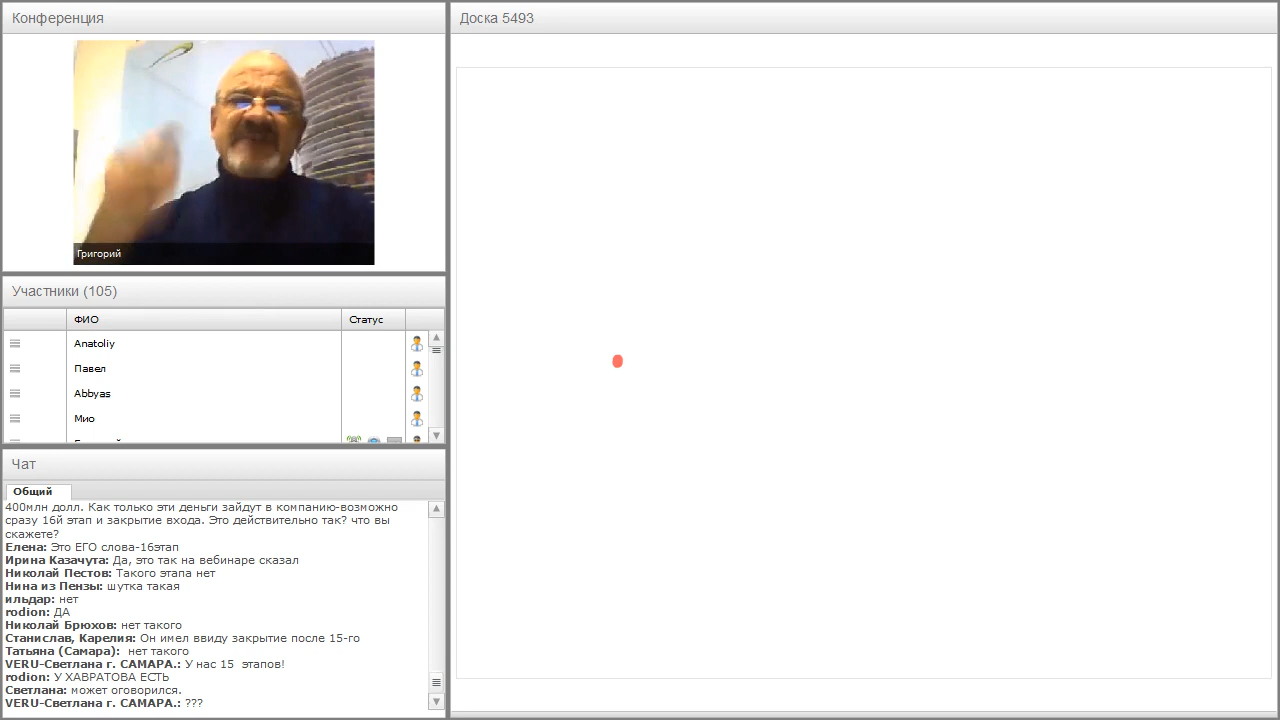 Конференция
Григорий
Участники (105)
ФИО Статус
Anatoliy
Павел
Abbyas
Мио
Чат
Общий
400млн долл. Как только эти деньги зайдут в компанию-возможно
сразу 16й этап и закрытие входа. Это действительно так? что вы
скажете?
Елена: Это ЕГО слова-16этап
Ирина Казачута: Да, это так на вебинаре сказал
Николай Пестов: Такого этапа нет
Нина из Пензы: шутка такая
ильдар: нет
rodion: ДА
Николай Брюхов: нет такого
Станислав, Карелия: Он имел ввиду закрытие после 15-го
Татьяна (Самара): нет такого
VERU-Светлана г. САМАРА.: У нас 15 этапов!
rodion: У ХАВРАТОВА ЕСТЬ
Светлана: может оговорился.
VERU-Светлана г. САМАРА.: ???
Доска 5493